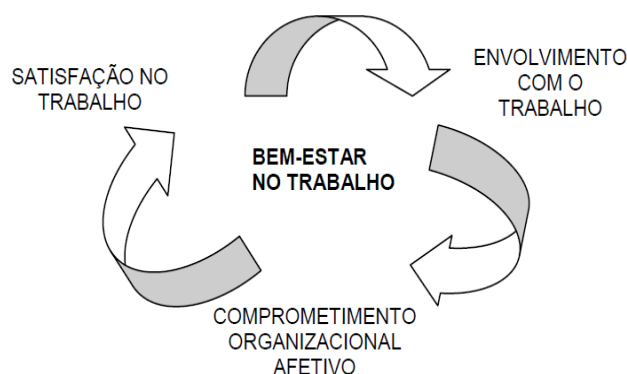 SATISFAÇÃO NO
TRABALHO
ENVOLVIMENTO
COM O
TRABALHO
BEM-ESTAR
NO TRABALHO
COMPROMETIMENTO
ORGANIZACIONAL
AFETIVO